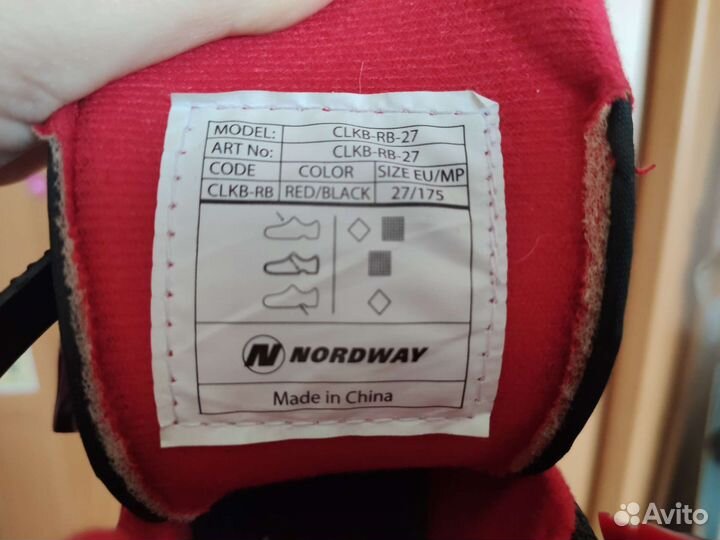 MODEL: CLKB-RB-27
ART No: CLKB-RB-27
CODE COLOR SIZE EU/MP
CLKB-RB RED/BLACK 27/175
N NORDWAY
Made in China
Avito